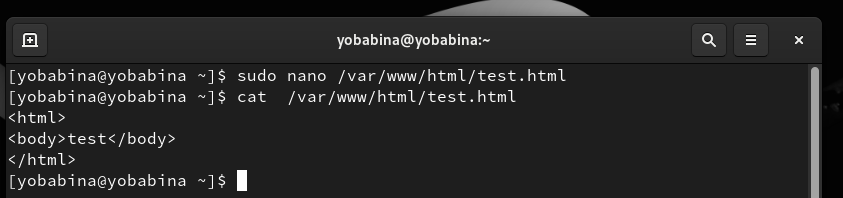 yobabina@yobabina:~
[yobabina@yobabina ~]$ sudo nano /var/www/html/test.html
[yobabina@yobabina ~]$ cat  /var/www/html/test.html
<html>
<body>test</body>
</html>
[yobabina@yobabina ~]$